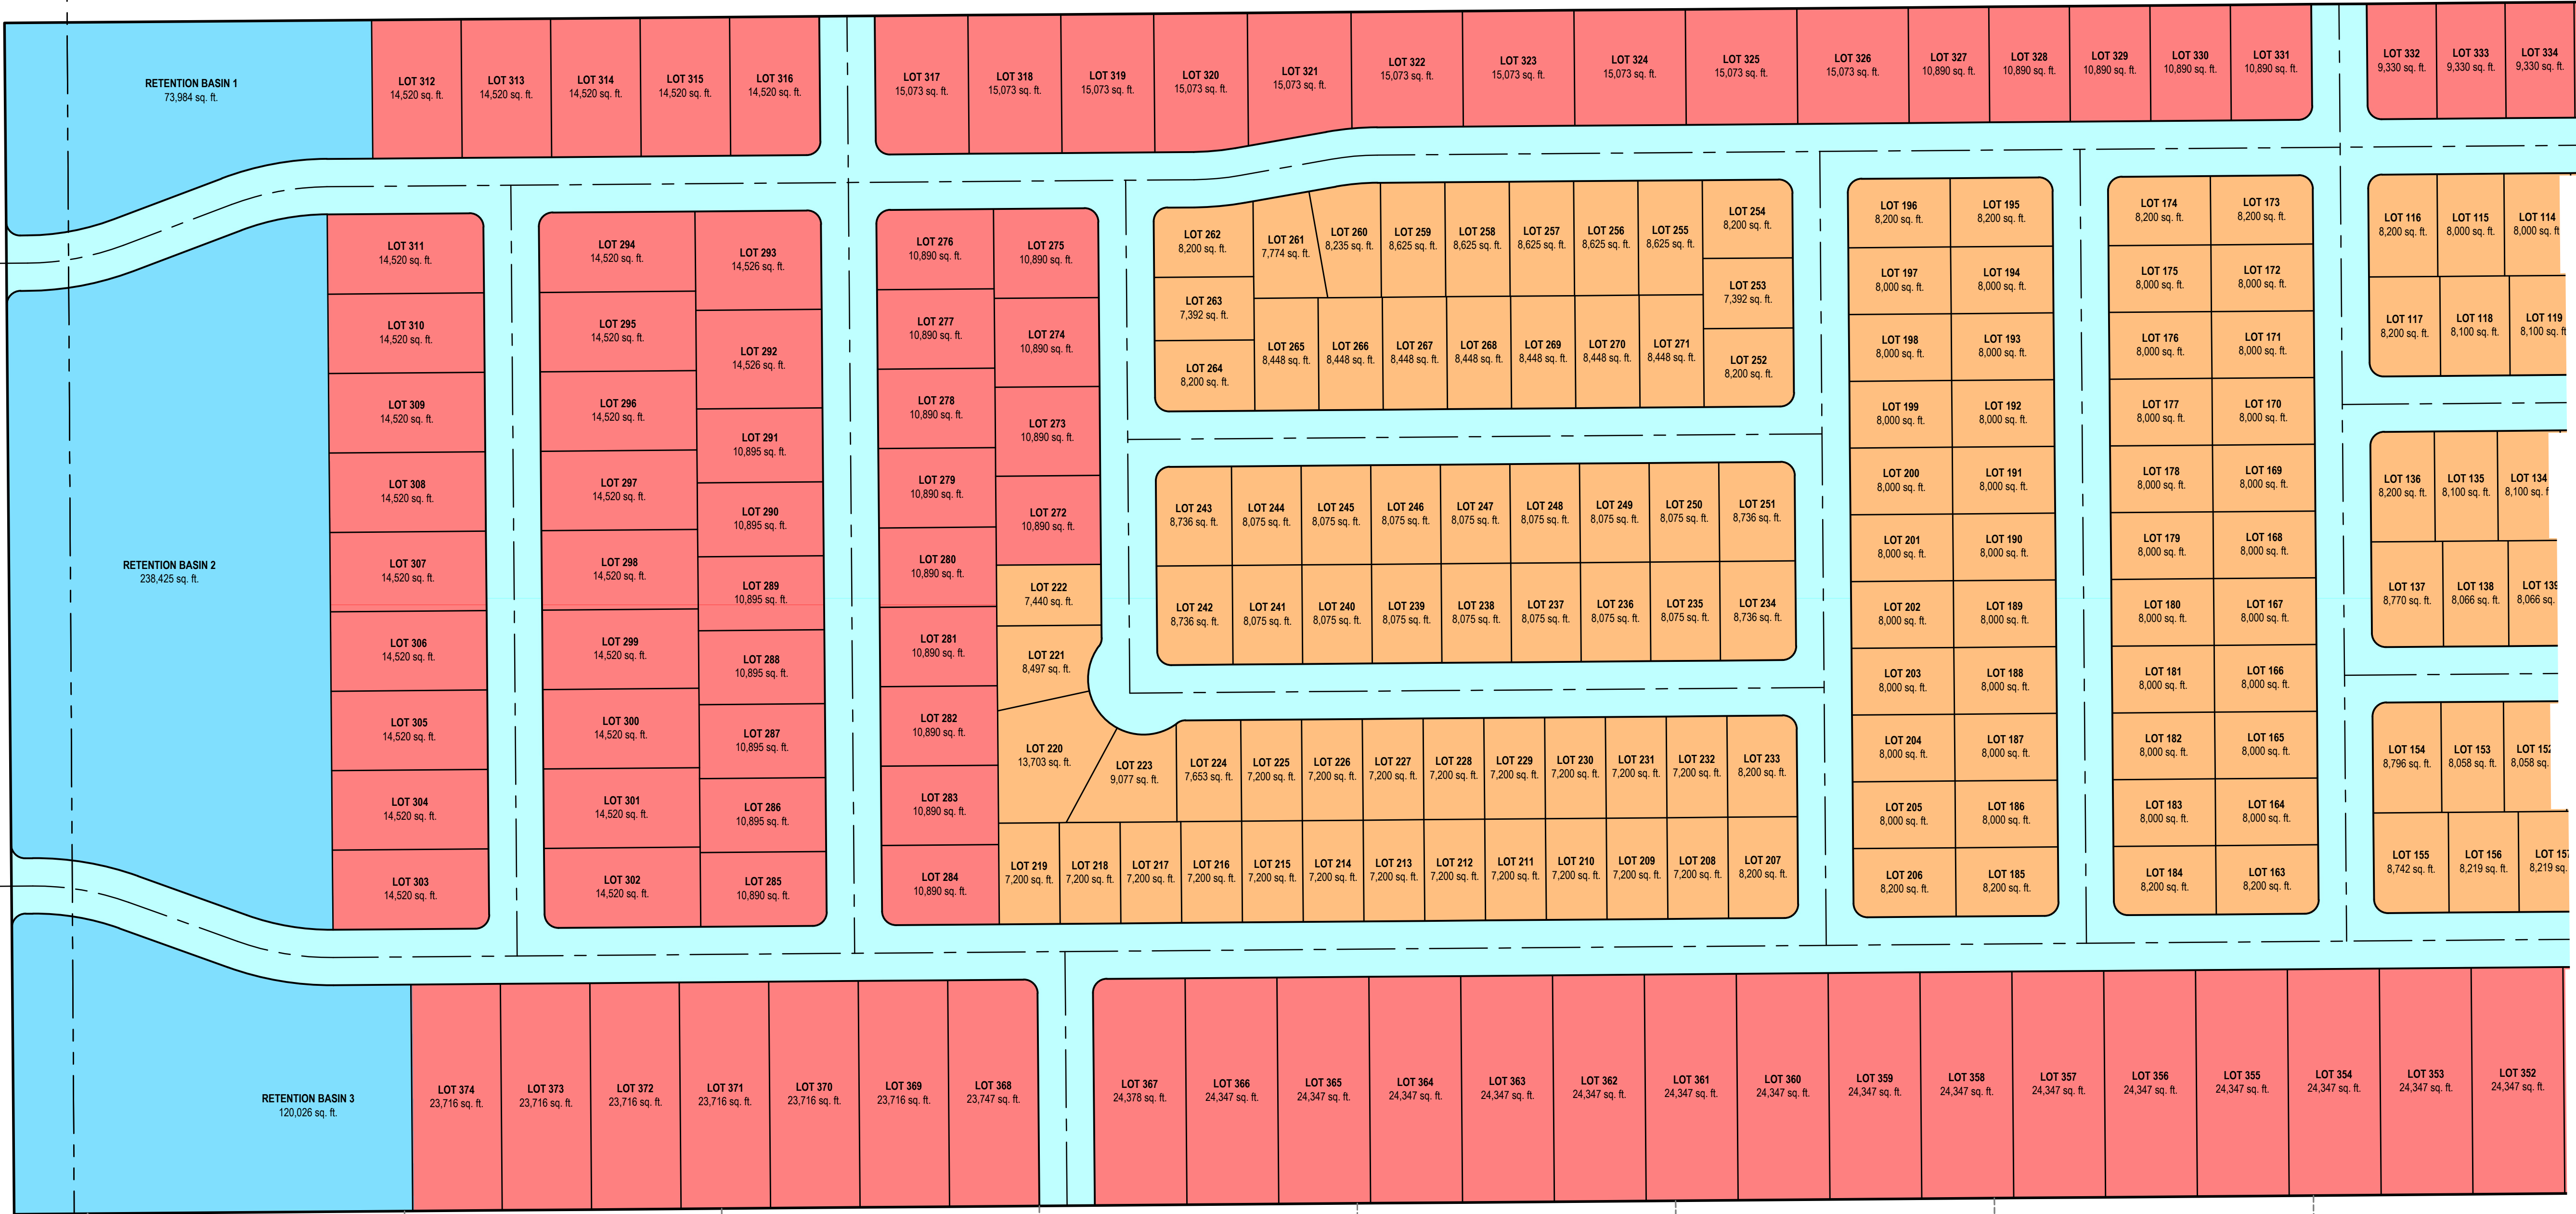 RETENTION BASIN 1
73,984 sq. ft.
LOT 312
14,520 sq. ft.
LOT 313
14,520 sq. ft.
LOT 314
14,520 sq. ft.
LOT 315
14,520 sq. ft.
LOT 316
14,520 sq. ft.
LOT 317
15,073 sq. ft.
LOT 318
15,073 sq. ft.
LOT 319
15,073 sq. ft.
LOT 320
15,073 sq. ft.
LOT 321
15,073 sq. ft.
LOT 322
15,073 sq. ft.
LOT 323
15,073 sq. ft.
LOT 324
15,073 sq. ft.
LOT 325
15,073 sq. ft.
LOT 326
15,073 sq. ft.
LOT 327
10,890 sq. ft.
LOT 328
10,890 sq. ft.
LOT 329
10,890 sq. ft.
LOT 330
10,890 sq. ft.
LOT 331
10,890 sq. ft.
LOT 332
9,330 sq. ft.
LOT 333
9,330 sq. ft.
LOT 334
9,330 sq. ft.
RETENTION BASIN 2
238,425 sq. ft.
LOT 311
14,520 sq. ft.
LOT 310
14,520 sq. ft.
LOT 309
14,520 sq. ft.
LOT 308
14,520 sq. ft.
LOT 307
14,520 sq. ft.
LOT 306
14,520 sq. ft.
LOT 305
14,520 sq. ft.
LOT 304
14,520 sq. ft.
LOT 303
14,520 sq. ft.
LOT 294
14,520 sq. ft.
LOT 295
14,520 sq. ft.
LOT 296
14,520 sq. ft.
LOT 297
14,520 sq. ft.
LOT 298
14,520 sq. ft.
LOT 299
14,520 sq. ft.
LOT 300
14,520 sq. ft.
LOT 301
14,520 sq. ft.
LOT 302
14,520 sq. ft.
LOT 293
14,526 sq. ft.
LOT 292
14,526 sq. ft.
LOT 291
10,895 sq. ft.
LOT 290
10,895 sq. ft.
LOT 289
10,895 sq. ft.
LOT 288
10,895 sq. ft.
LOT 287
10,895 sq. ft.
LOT 286
10,895 sq. ft.
LOT 285
10,890 sq. ft.
LOT 276
10,890 sq. ft.
LOT 277
10,890 sq. ft.
LOT 278
10,890 sq. ft.
LOT 279
10,890 sq. ft.
LOT 280
10,890 sq. ft.
LOT 281
10,890 sq. ft.
LOT 282
10,890 sq. ft.
LOT 283
10,890 sq. ft.
LOT 284
10,890 sq. ft.
LOT 275
10,890 sq. ft.
LOT 274
10,890 sq. ft.
LOT 273
10,890 sq. ft.
LOT 272
10,890 sq. ft.
LOT 222
7,440 sq. ft.
LOT 221
8,497 sq. ft.
LOT 220
13,703 sq. ft.
LOT 262
8,200 sq. ft.
LOT 263
7,392 sq. ft.
LOT 264
8,200 sq. ft.
LOT 261
7,774 sq. ft.
LOT 260
8,235 sq. ft.
LOT 259
8,625 sq. ft.
LOT 258
8,625 sq. ft.
LOT 257
8,625 sq. ft.
LOT 256
8,625 sq. ft.
LOT 255
8,625 sq. ft.
LOT 254
8,200 sq. ft.
LOT 253
7,392 sq. ft.
LOT 252
8,200 sq. ft.
LOT 265
8,448 sq. ft.
LOT 266
8,448 sq. ft.
LOT 267
8,448 sq. ft.
LOT 268
8,448 sq. ft.
LOT 269
8,448 sq. ft.
LOT 270
8,448 sq. ft.
LOT 271
8,448 sq. ft.
LOT 243
8,736 sq. ft.
LOT 244
8,075 sq. ft.
LOT 245
8,075 sq. ft.
LOT 246
8,075 sq. ft.
LOT 247
8,075 sq. ft.
LOT 248
8,075 sq. ft.
LOT 249
8,075 sq. ft.
LOT 250
8,075 sq. ft.
LOT 251
8,736 sq. ft.
LOT 242
8,736 sq. ft.
LOT 241
8,075 sq. ft.
LOT 240
8,075 sq. ft.
LOT 239
8,075 sq. ft.
LOT 238
8,075 sq. ft.
LOT 237
8,075 sq. ft.
LOT 236
8,075 sq. ft.
LOT 235
8,075 sq. ft.
LOT 234
8,736 sq. ft.
LOT 223
9,077 sq. ft.
LOT 224
7,653 sq. ft.
LOT 225
7,200 sq. ft.
LOT 226
7,200 sq. ft.
LOT 227
7,200 sq. ft.
LOT 228
7,200 sq. ft.
LOT 229
7,200 sq. ft.
LOT 230
7,200 sq. ft.
LOT 231
7,200 sq. ft.
LOT 232
7,200 sq. ft.
LOT 233
8,200 sq. ft.
LOT 219
7,200 sq. ft.
LOT 218
7,200 sq. ft.
LOT 217
7,200 sq. ft.
LOT 216
7,200 sq. ft.
LOT 215
7,200 sq. ft.
LOT 214
7,200 sq. ft.
LOT 213
7,200 sq. ft.
LOT 212
7,200 sq. ft.
LOT 211
7,200 sq. ft.
LOT 210
7,200 sq. ft.
LOT 209
7,200 sq. ft.
LOT 208
7,200 sq. ft.
LOT 207
8,200 sq. ft.
LOT 196
8,200 sq. ft.
LOT 197
8,000 sq. ft.
LOT 198
8,000 sq. ft.
LOT 199
8,000 sq. ft.
LOT 200
8,000 sq. ft.
LOT 201
8,000 sq. ft.
LOT 202
8,000 sq. ft.
LOT 203
8,000 sq. ft.
LOT 204
8,000 sq. ft.
LOT 205
8,000 sq. ft.
LOT 206
8,200 sq. ft.
LOT 195
8,200 sq. ft.
LOT 194
8,000 sq. ft.
LOT 193
8,000 sq. ft.
LOT 192
8,000 sq. ft.
LOT 191
8,000 sq. ft.
LOT 190
8,000 sq. ft.
LOT 189
8,000 sq. ft.
LOT 188
8,000 sq. ft.
LOT 187
8,000 sq. ft.
LOT 186
8,000 sq. ft.
LOT 185
8,200 sq. ft.
LOT 174
8,200 sq. ft.
LOT 175
8,000 sq. ft.
LOT 176
8,000 sq. ft.
LOT 177
8,000 sq. ft.
LOT 178
8,000 sq. ft.
LOT 179
8,000 sq. ft.
LOT 180
8,000 sq. ft.
LOT 181
8,000 sq. ft.
LOT 182
8,000 sq. ft.
LOT 183
8,000 sq. ft.
LOT 184
8,200 sq. ft.
LOT 173
8,200 sq. ft.
LOT 172
8,000 sq. ft.
LOT 171
8,000 sq. ft.
LOT 170
8,000 sq. ft.
LOT 169
8,000 sq. ft.
LOT 168
8,000 sq. ft.
LOT 167
8,000 sq. ft.
LOT 166
8,000 sq. ft.
LOT 165
8,000 sq. ft.
LOT 164
8,000 sq. ft.
LOT 163
8,200 sq. ft.
LOT 116
8,200 sq. ft.
LOT 115
8,000 sq. ft.
LOT 114
8,000 sq. ft.
LOT 117
8,200 sq. ft.
LOT 118
8,100 sq. ft.
LOT 119
8,100 sq. ft
LOT 136
8,200 sq. ft.
LOT 135
8,100 sq. ft.
LOT 134
8,100 sq. f
LOT 137
8,770 sq. ft.
LOT 138
8,066 sq. ft.
LOT 139
8,066 sq.
LOT 154
8,796 sq. ft.
LOT 153
8,058 sq. ft.
LOT 152
8,058 sq.
LOT 155
8,742 sq. ft.
LOT 156
8,219 sq. ft.
LOT 157
8,219 sq.
RETENTION BASIN 3
120,026 sq. ft.
LOT 374
23,716 sq. ft.
LOT 373
23,716 sq. ft.
LOT 372
23,716 sq. ft.
LOT 371
23,716 sq. ft.
LOT 370
23,716 sq. ft.
LOT 369
23,716 sq. ft.
LOT 368
23,747 sq. ft.
LOT 367
24,378 sq. ft.
LOT 366
24,347 sq. ft.
LOT 365
24,347 sq. ft.
LOT 364
24,347 sq. ft.
LOT 363
24,347 sq. ft.
LOT 362
24,347 sq. ft.
LOT 361
24,347 sq. ft.
LOT 360
24,347 sq. ft.
LOT 359
24,347 sq. ft.
LOT 358
24,347 sq. ft.
LOT 357
24,347 sq. ft.
LOT 356
24,347 sq. ft.
LOT 355
24,347 sq. ft.
LOT 354
24,347 sq. ft.
LOT 353
24,347 sq. ft.
LOT 352
24,347 sq. ft.